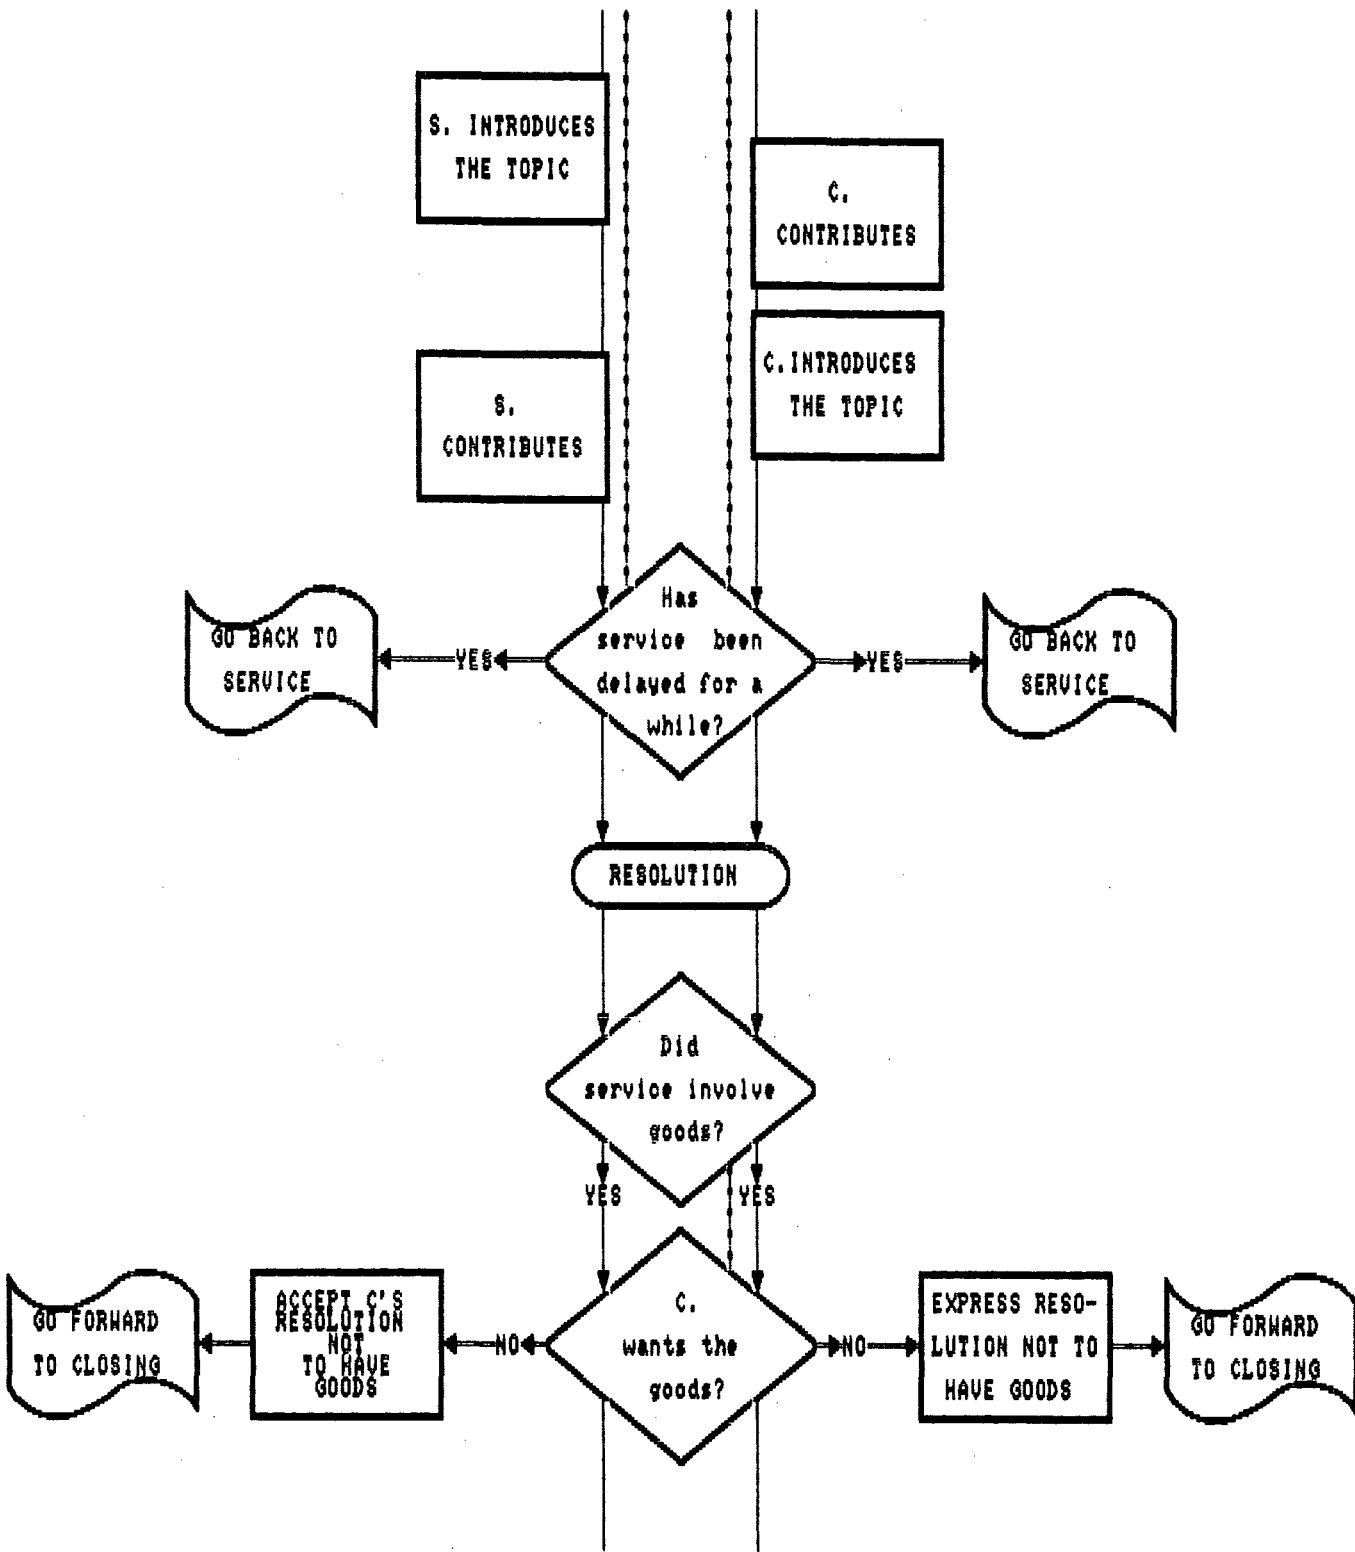 S. INTRODUCES
THE TOPIC
C.
CONTRIBUTES
C.INTRODUCES
THE TOPIC
S.
CONTRIBUTES
Has
service been
delayed for a
while?
YES
GO BACK TO
SERVICE
YES
GO BACK TO
SERVICE
RESOLUTION
Did
service involve
goods?
YES
YES
C.
wants the
goods?
NO
ACCEPT C'S
RESOLUTION
NOT
TO HAVE
GOODS
GO FORWARD
TO CLOSING
NO
EXPRESS RESO-
LUTION NOT TO
HAVE GOODS
GO FORWARD
TO CLOSING